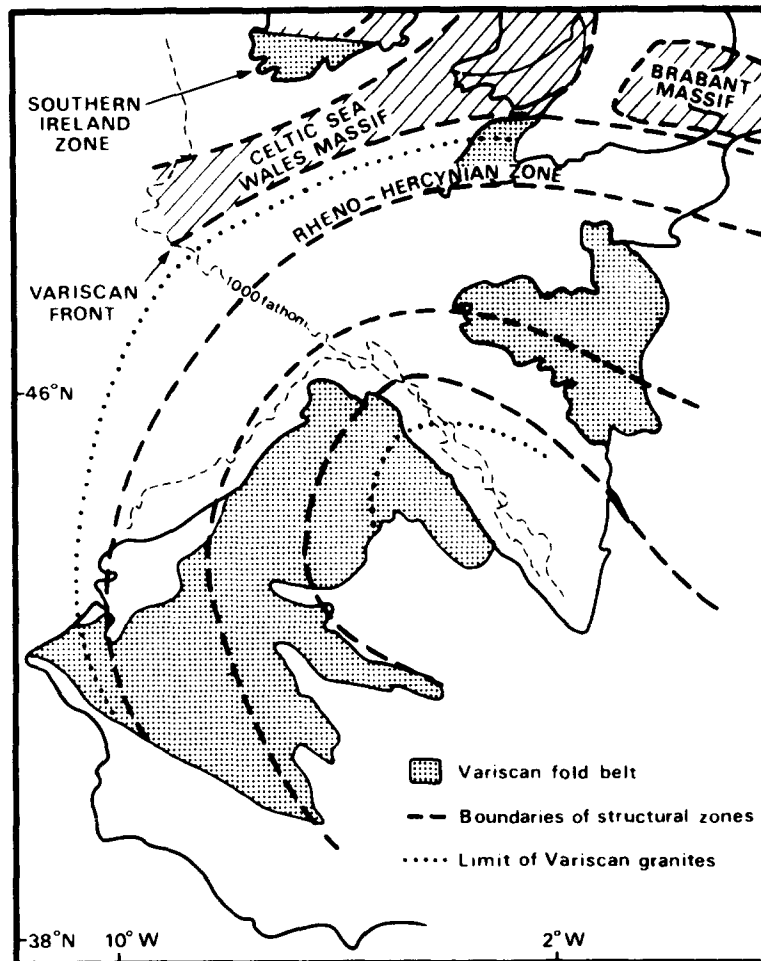 SOUTHERN
IRELAND
ZONE
CELTIC SEA
WALES MASSIF
BRABANT
MASSIF
RHENO-HERCYNIAN ZONE
VARISCAN
FRONT
1000 fathom
46°N
Variscan fold belt
Boundaries of structural zones
Limit of Variscan granites
38°N
10°W
2°W